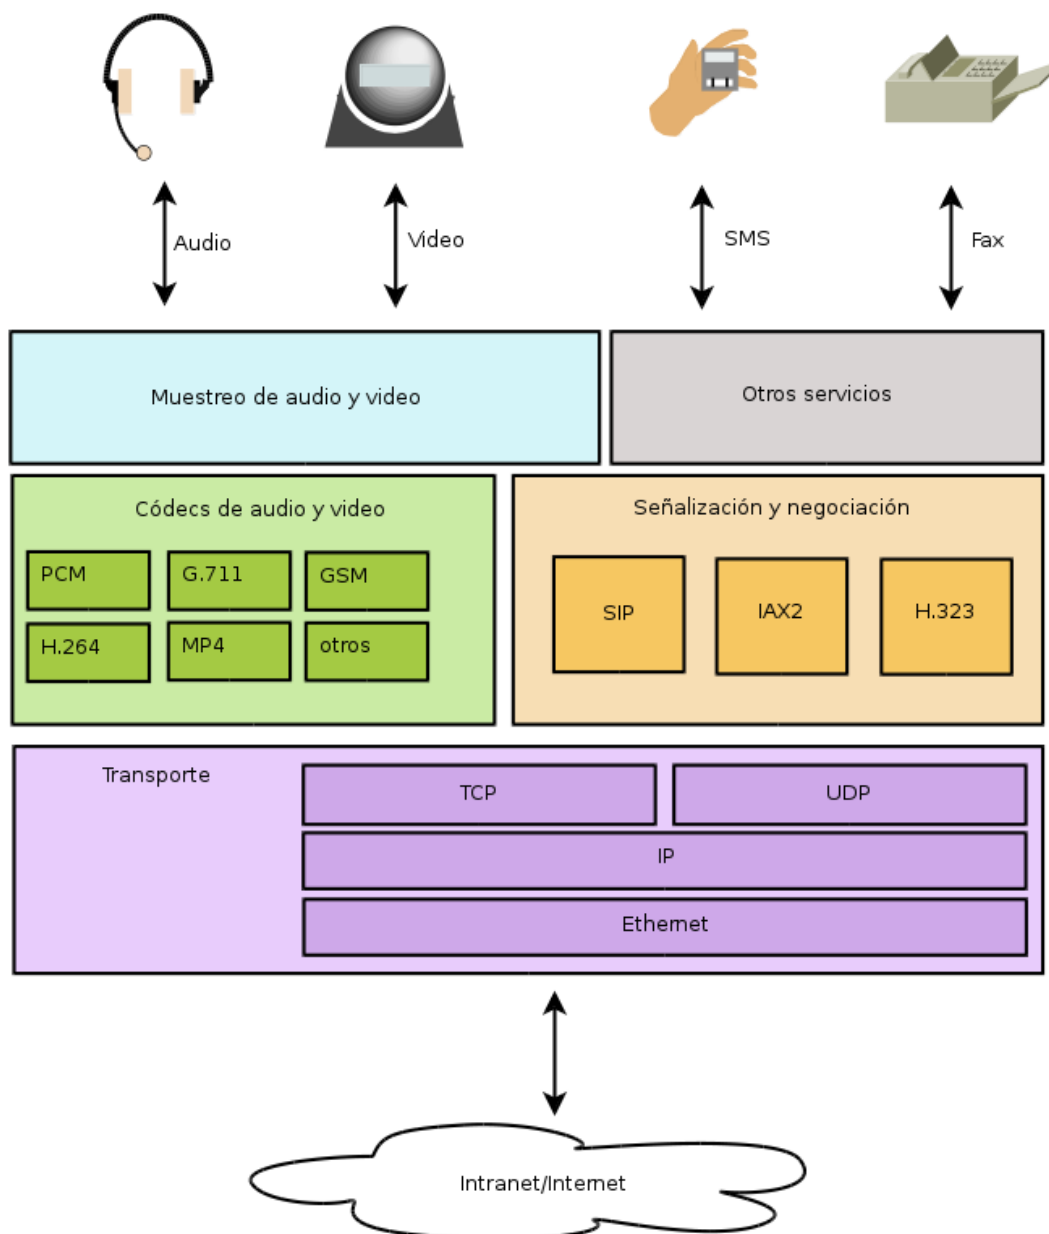 Audio
Video
SMS
Fax
Muestreo de audio y video
Otros servicios
Códecs de audio y video
PCM
G.711
GSM
H.264
MP4
otros
Señalización y negociación
SIP
IAX2
H.323
Transporte
TCP
UDP
IP
Ethernet
Intranet/Internet